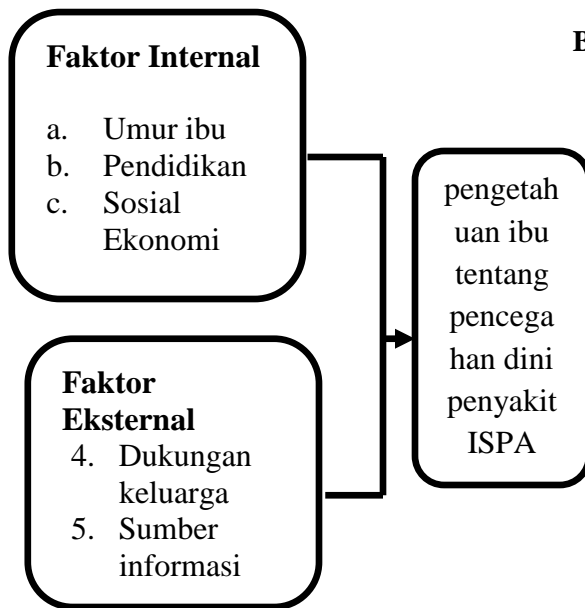 Faktor Internal
a. Umur ibu
b. Pendidikan
c. Sosial
Ekonomi
Faktor
Eksternal
4. Dukungan
keluarga
5. Sumber
informasi
B
pengetah
uan ibu
tentang
pencega
han dini
penyakit
ISPA